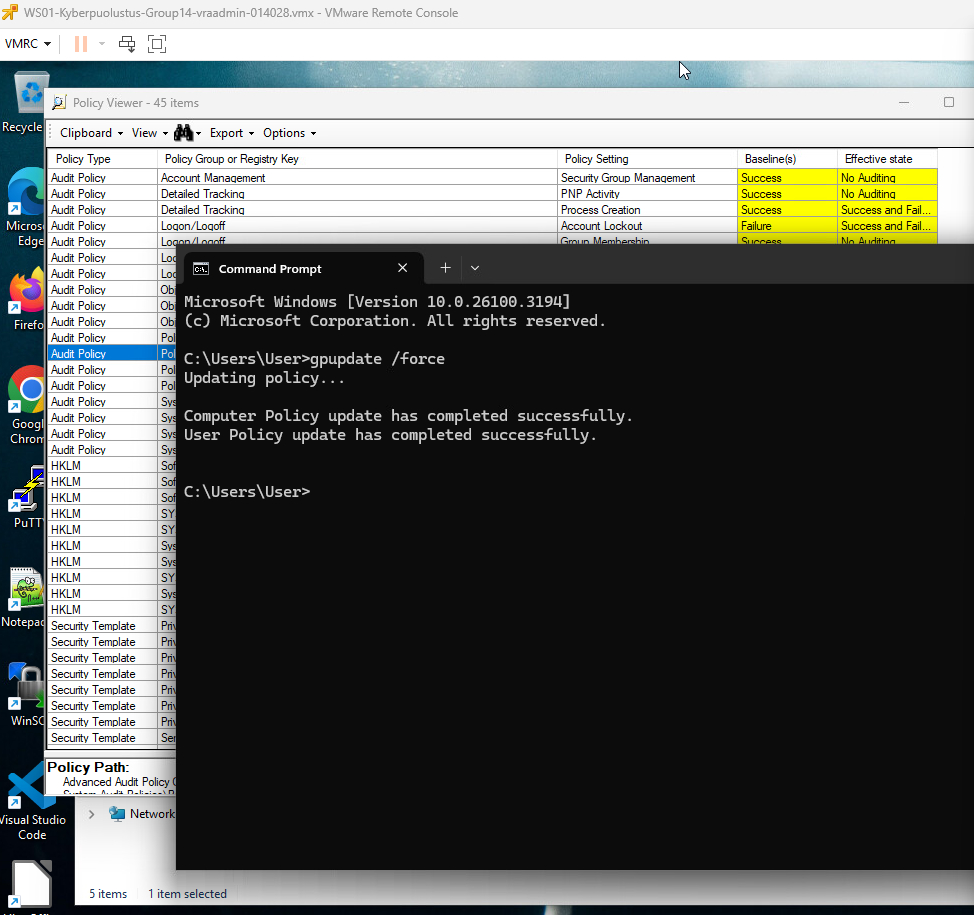 WS01-Kyberpuolustus-Group14-vraadmin-014028.vmx - VMware Remote Console
VMRC
Recycle
Policy Viewer - 45 items
Clipboard View Export Options
Policy Type Policy Group or Registry Key Policy Setting Baseline(s) Effective state
Audit Policy Account Management Security Group Management Success No Auditing
Audit Policy Detailed Tracking PNP Activity Success No Auditing
Audit Policy Detailed Tracking Process Creation Success Success and Fail...
Audit Policy Logon/Logoff Account Lockout Failure Success and Fail...
Audit Policy Logon/Logoff Group Membership Success No Auditing
Audit Policy Log
Audit Policy Log
Audit Policy Obj
Audit Policy Obj
Audit Policy Obj
Audit Policy Pol
Audit Policy Pol
Audit Policy Pol
Audit Policy Pol
Audit Policy Sys
Audit Policy Sys
Audit Policy Sys
Audit Policy Sys
HKLM Sof
HKLM Sof
HKLM Sof
HKLM SY
HKLM SY
HKLM Sys
HKLM Sys
HKLM SY
HKLM Sys
HKLM SY
Security Template Priv
Security Template Priv
Security Template Priv
Security Template Priv
Security Template Priv
Security Template Priv
Security Template Priv
Security Template Ser
Policy Path:
Advanced Audit Policy C
Network
5 items 1 item selected
Command Prompt
Microsoft Windows [Version 10.0.26100.3194]
(c) Microsoft Corporation. All rights reserved.
C:\Users\User>gpupdate /force
Updating policy...
Computer Policy update has completed successfully.
User Policy update has completed successfully.
C:\Users\User>
Microso
Edge
Firefo
Googl
Chrom
PuTT
Notepac
WinSC
Visual Studio
Code